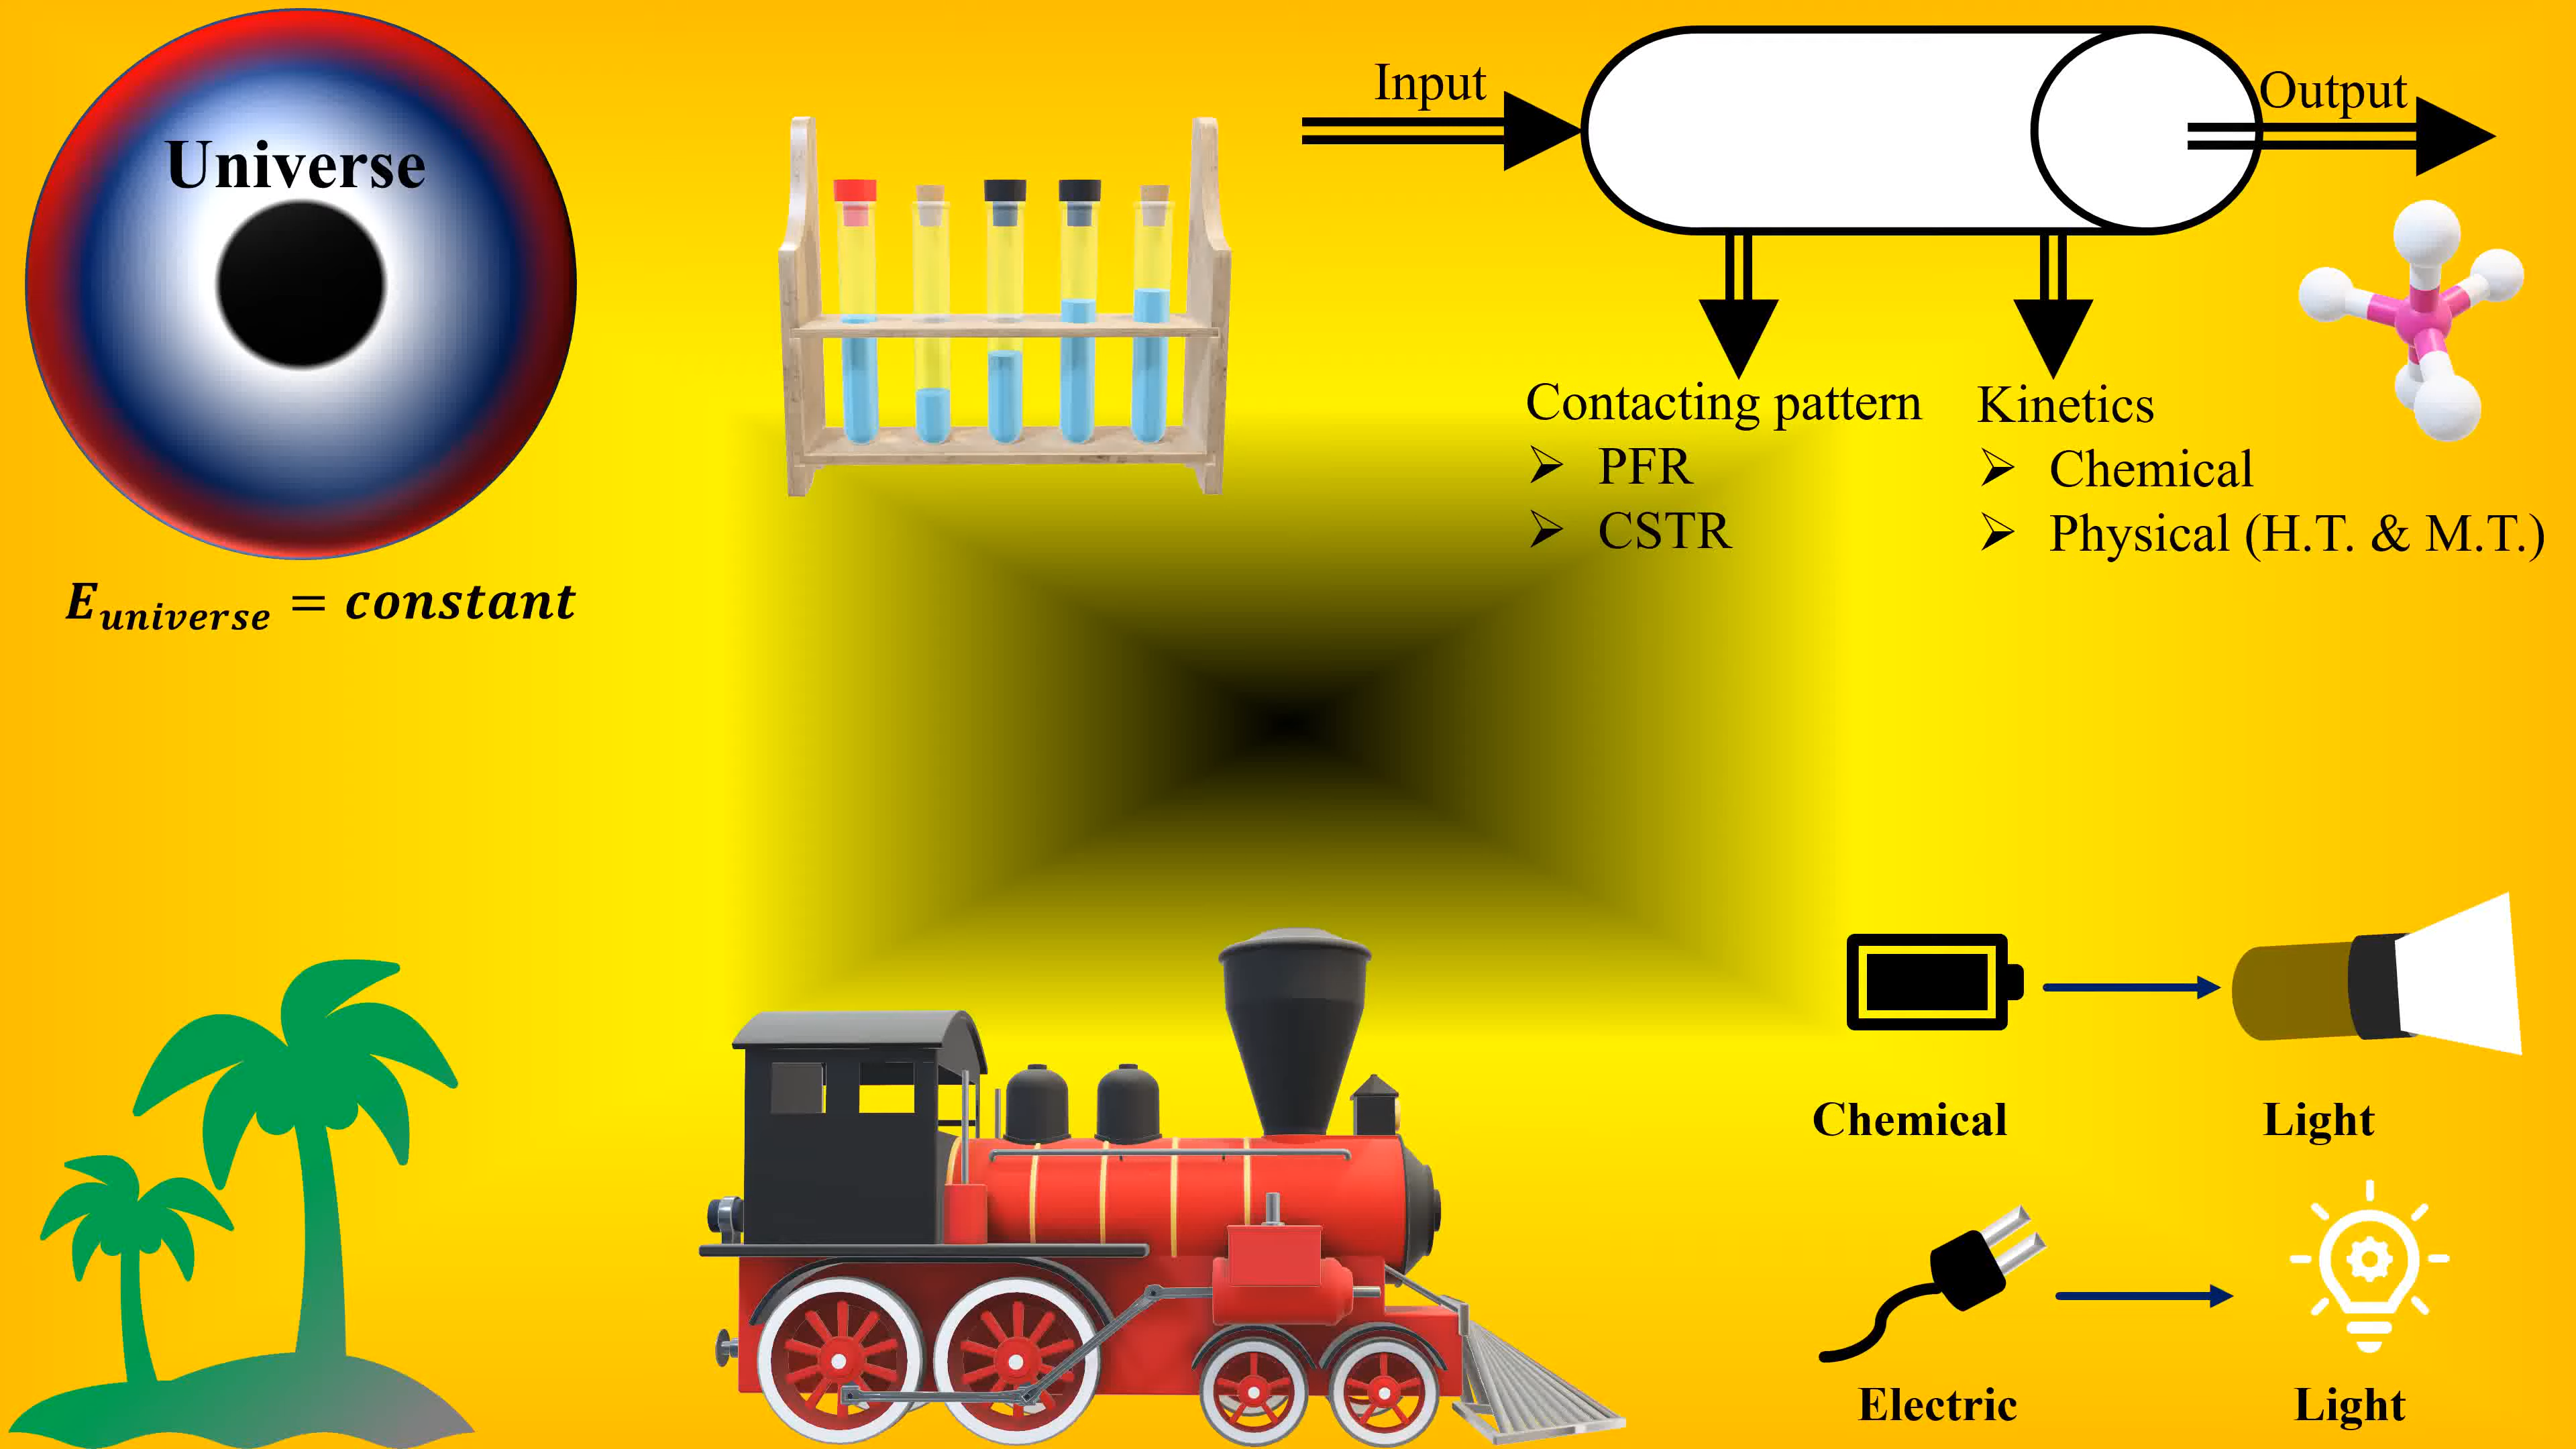 Universe
E_universe = constant
Input
Output
Contacting pattern
➢ PFR
➢ CSTR
Kinetics
➢ Chemical
➢ Physical (H.T. & M.T.)
Chemical
Light
Electric
Light